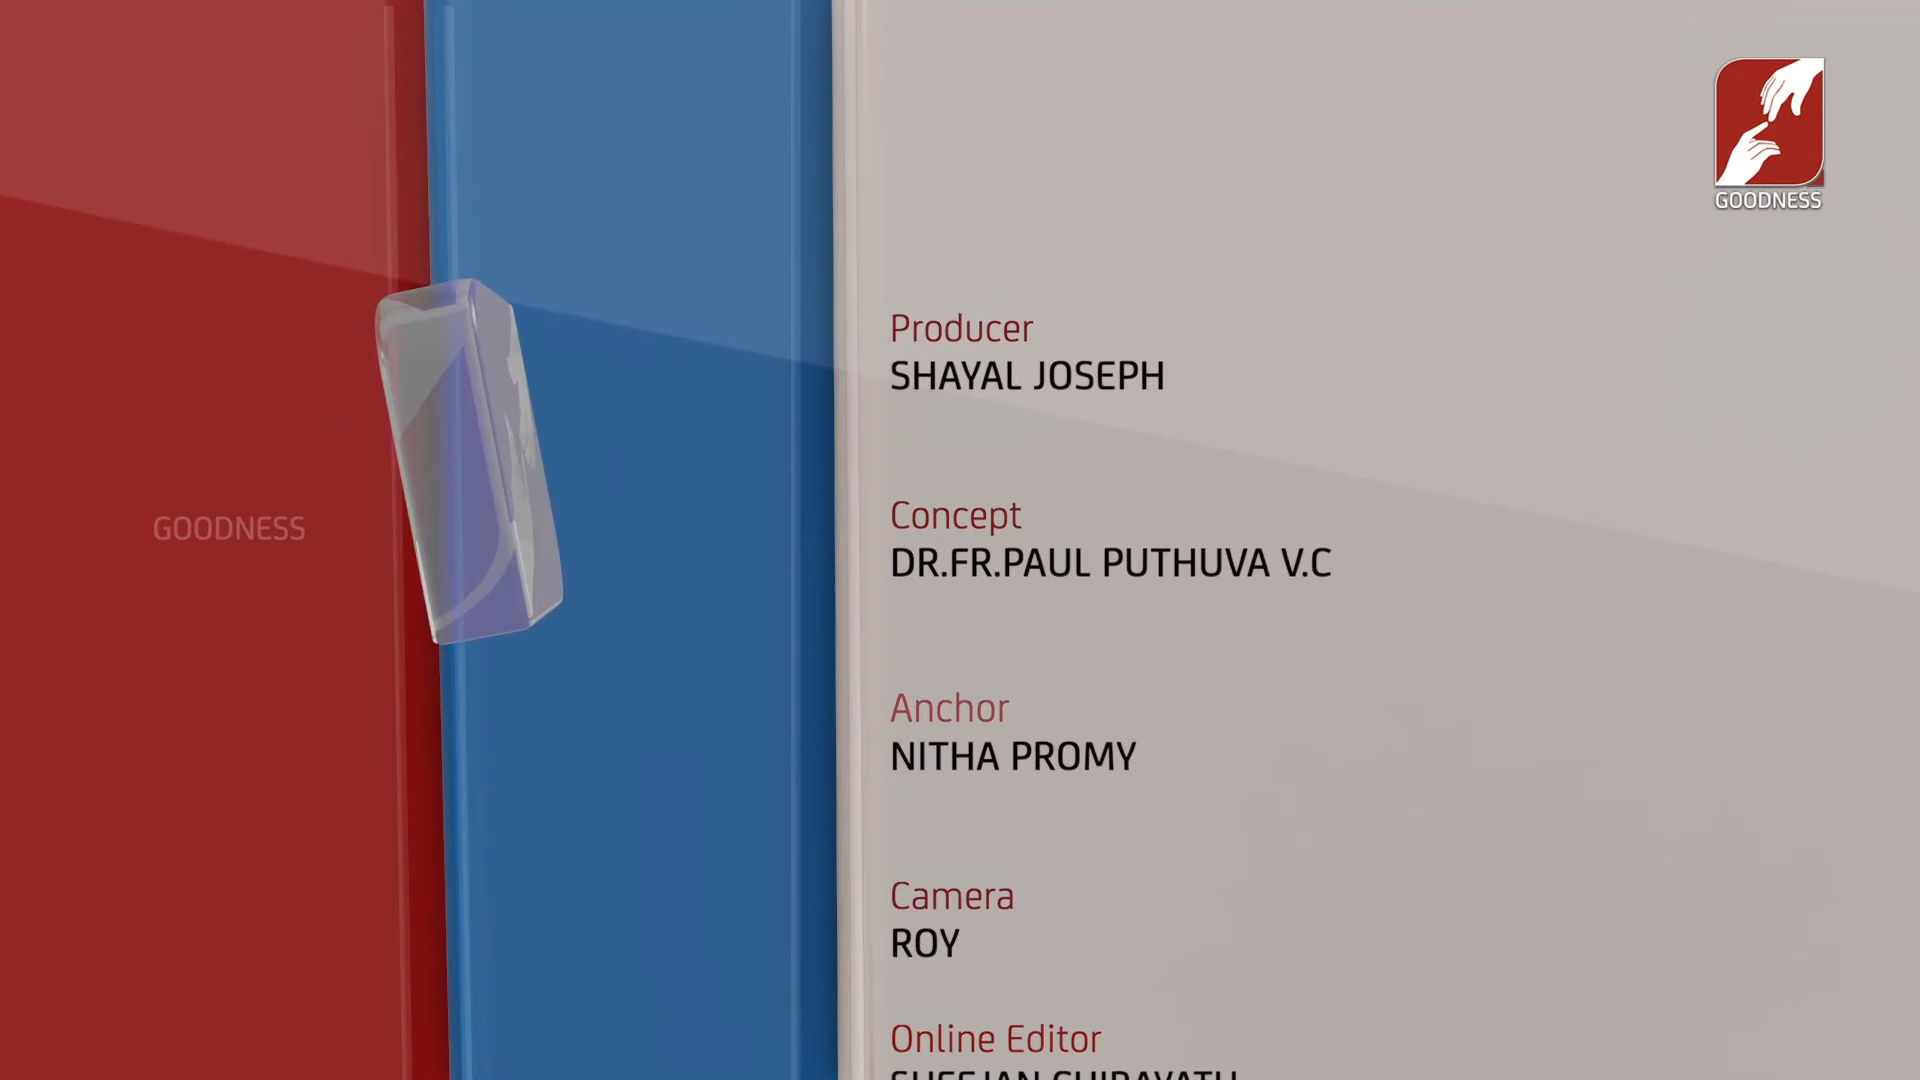 GOODNESS
Producer
SHAYAL JOSEPH
Concept
DR.FR.PAUL PUTHUVA V.C
GOODNESS
Anchor
NITHA PROMY
Camera
ROY
Online Editor